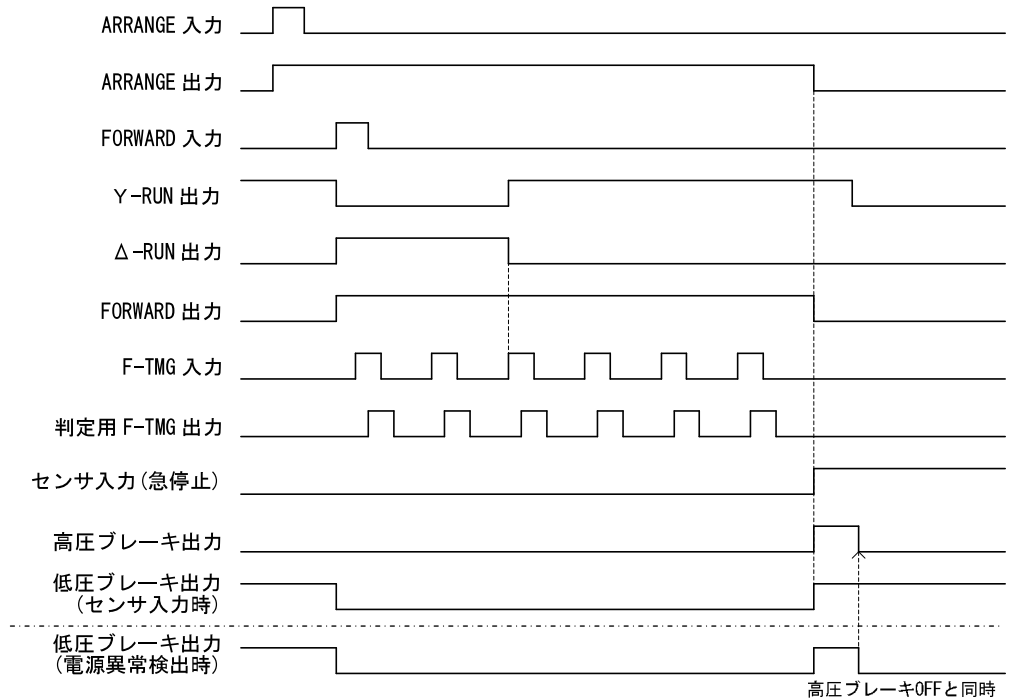 ARRANGE 入力
ARRANGE 出力
FORWARD 入力
Y-RUN 出力
Δ-RUN 出力
FORWARD 出力
F-TMG 入力
判定用 F-TMG 出力
センサ入力(急停止)
高圧ブレーキ出力
低圧ブレーキ出力
(センサ入力時)
低圧ブレーキ出力
(電源異常検出時)
高圧ブレーキOFFと同時